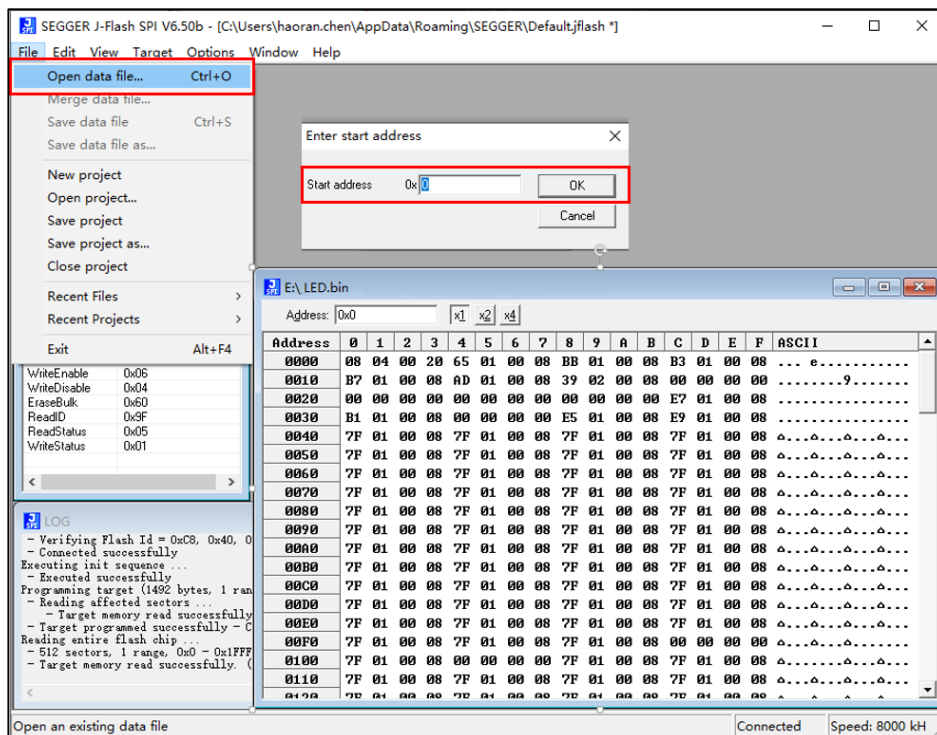 SEGGER J-Flash SPI V6.50b - [C:\Users\haoran.chen\AppData\Roaming\SEGGER\Default.jflash *]
File Edit View Target Options Window Help
Open data file... Ctrl+O
Merge data file...
Save data file Ctrl+S
Save data file as...
New project
Open project...
Save project
Save project as...
Close project
Recent Files >
Recent Projects >
Exit Alt+F4
Enter start address
Start address 0x 0 OK
Cancel
WriteEnable 0x06
WriteDisable 0x04
EraseBulk 0x60
ReadID 0x9F
ReadStatus 0x05
WriteStatus 0x01
LOG
- Verifying Flash Id = 0xC8, 0x40, 0
- Connected successfully
Executing init sequence ...
- Executed successfully
Programming target (1492 bytes, 1 ran
- Reading affected sectors ...
- Target memory read successfully
- Target programmed successfully - C
Reading entire flash chip ...
- 512 sectors, 1 range, 0x0 - 0x1FFF
- Target memory read successfully. (
E:\ LED.bin
Address: 0x0 x1 x2 x4
Address 0 1 2 3 4 5 6 7 8 9 A B C D E F ASCII
0000 08 04 00 20 65 01 00 08 BB 01 00 08 B3 01 00 08 ... e...........
0010 B7 01 00 08 AD 01 00 08 39 02 00 08 00 00 00 00 ........9.......
0020 00 00 00 00 00 00 00 00 00 00 00 00 E7 01 00 08 ................
0030 B1 01 00 08 00 00 00 00 E5 01 00 08 E9 01 00 08 ................
0040 7F 01 00 08 7F 01 00 08 7F 01 00 08 7F 01 00 08 ⌂...⌂...⌂...⌂...
0050 7F 01 00 08 7F 01 00 08 7F 01 00 08 7F 01 00 08 ⌂...⌂...⌂...⌂...
0060 7F 01 00 08 7F 01 00 08 7F 01 00 08 7F 01 00 08 ⌂...⌂...⌂...⌂...
0070 7F 01 00 08 7F 01 00 08 7F 01 00 08 7F 01 00 08 ⌂...⌂...⌂...⌂...
0080 7F 01 00 08 7F 01 00 08 7F 01 00 08 7F 01 00 08 ⌂...⌂...⌂...⌂...
0090 7F 01 00 08 7F 01 00 08 7F 01 00 08 7F 01 00 08 ⌂...⌂...⌂...⌂...
00A0 7F 01 00 08 7F 01 00 08 7F 01 00 08 7F 01 00 08 ⌂...⌂...⌂...⌂...
00B0 7F 01 00 08 7F 01 00 08 7F 01 00 08 7F 01 00 08 ⌂...⌂...⌂...⌂...
00C0 7F 01 00 08 7F 01 00 08 7F 01 00 08 7F 01 00 08 ⌂...⌂...⌂...⌂...
00D0 7F 01 00 08 7F 01 00 08 7F 01 00 08 7F 01 00 08 ⌂...⌂...⌂...⌂...
00E0 7F 01 00 08 7F 01 00 08 7F 01 00 08 7F 01 00 08 ⌂...⌂...⌂...⌂...
00F0 7F 01 00 08 7F 01 00 08 7F 01 00 08 00 00 00 00 ⌂...⌂...⌂.......
0100 7F 01 00 08 00 00 00 00 7F 01 00 08 7F 01 00 08 ⌂.......⌂...⌂...
0110 7F 01 00 08 7F 01 00 08 7F 01 00 08 7F 01 00 08 ⌂...⌂...⌂...⌂...
Open an existing data file Connected Speed: 8000 kH